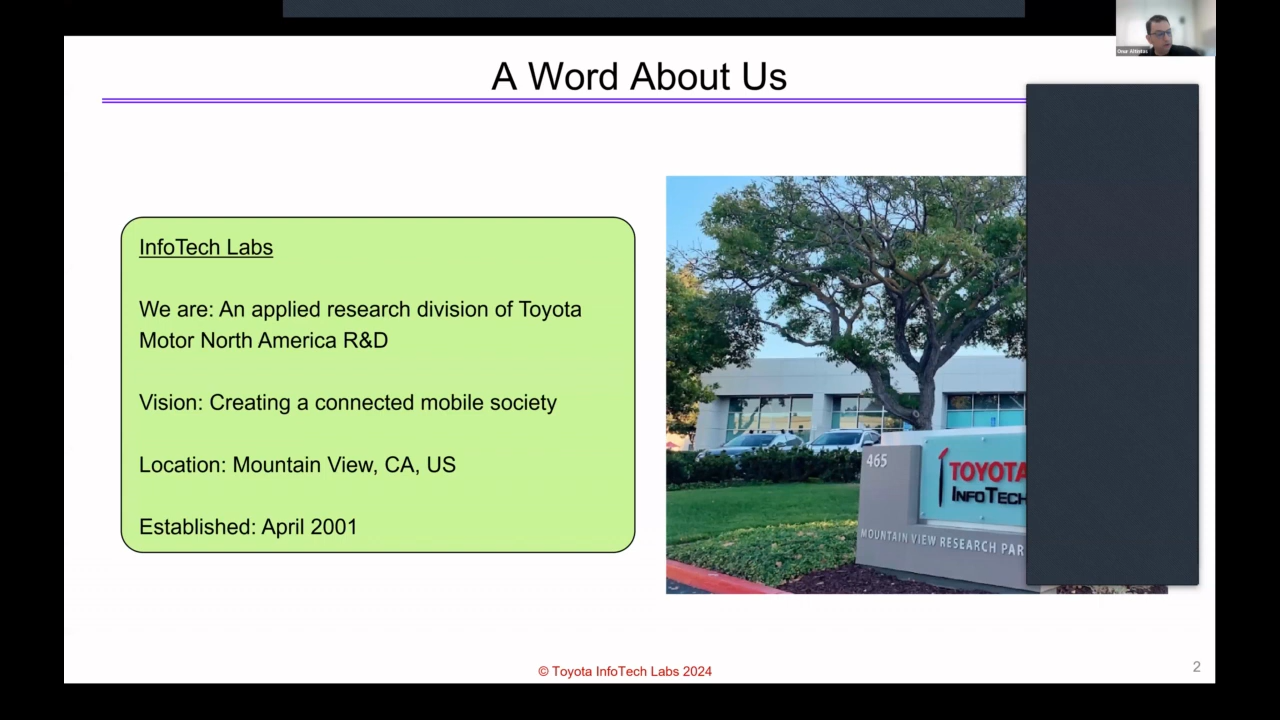 Onur Altintas
A Word About Us
InfoTech Labs
We are: An applied research division of Toyota
Motor North America R&D
Vision: Creating a connected mobile society
Location: Mountain View, CA, US
Established: April 2001
465
TOYOTA
INFOTECH
MOUNTAIN VIEW RESEARCH PAR
© Toyota InfoTech Labs 2024
2